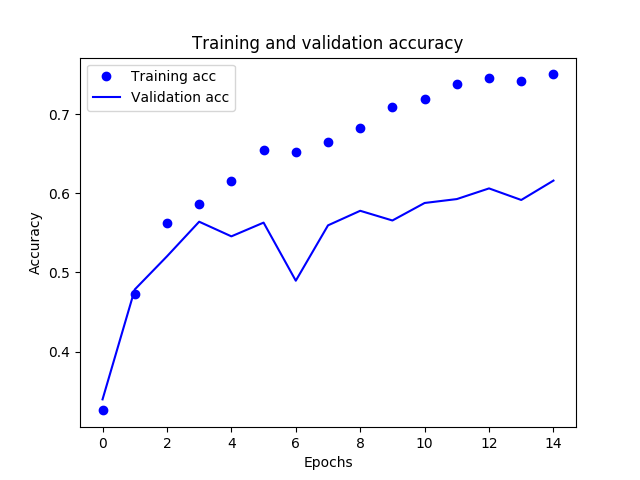 Training and validation accuracy
Training acc
Validation acc
0.7
0.6
0.5
0.4
Accuracy
0 2 4 6 8 10 12 14
Epochs